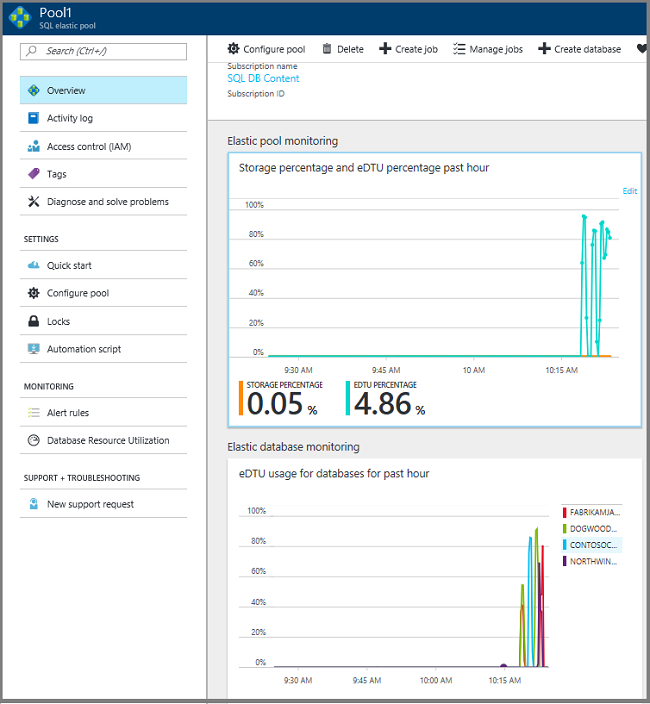 Pool1
SQL elastic pool
Search (Ctrl+/)
Overview
Activity log
Access control (IAM)
Tags
Diagnose and solve problems
SETTINGS
Quick start
Configure pool
Locks
Automation script
MONITORING
Alert rules
Database Resource Utilization
SUPPORT + TROUBLESHOOTING
New support request
Configure pool Delete Create job Manage jobs Create database
Subscription name
SQL DB Content
Subscription ID
Elastic pool monitoring
Storage percentage and eDTU percentage past hour
Edit
100%
80%
60%
40%
20%
0%
9:30 AM 9:45 AM 10 AM 10:15 AM
STORAGE PERCENTAGE EDTU PERCENTAGE
0.05 % 4.86 %
Elastic database monitoring
eDTU usage for databases for past hour
100%
80%
60%
40%
20%
0%
9:30 AM 9:45 AM 10:00 AM 10:15 AM
FABRIKAMJA...
DOGWOOD...
CONTOSOC...
NORTHWIN...